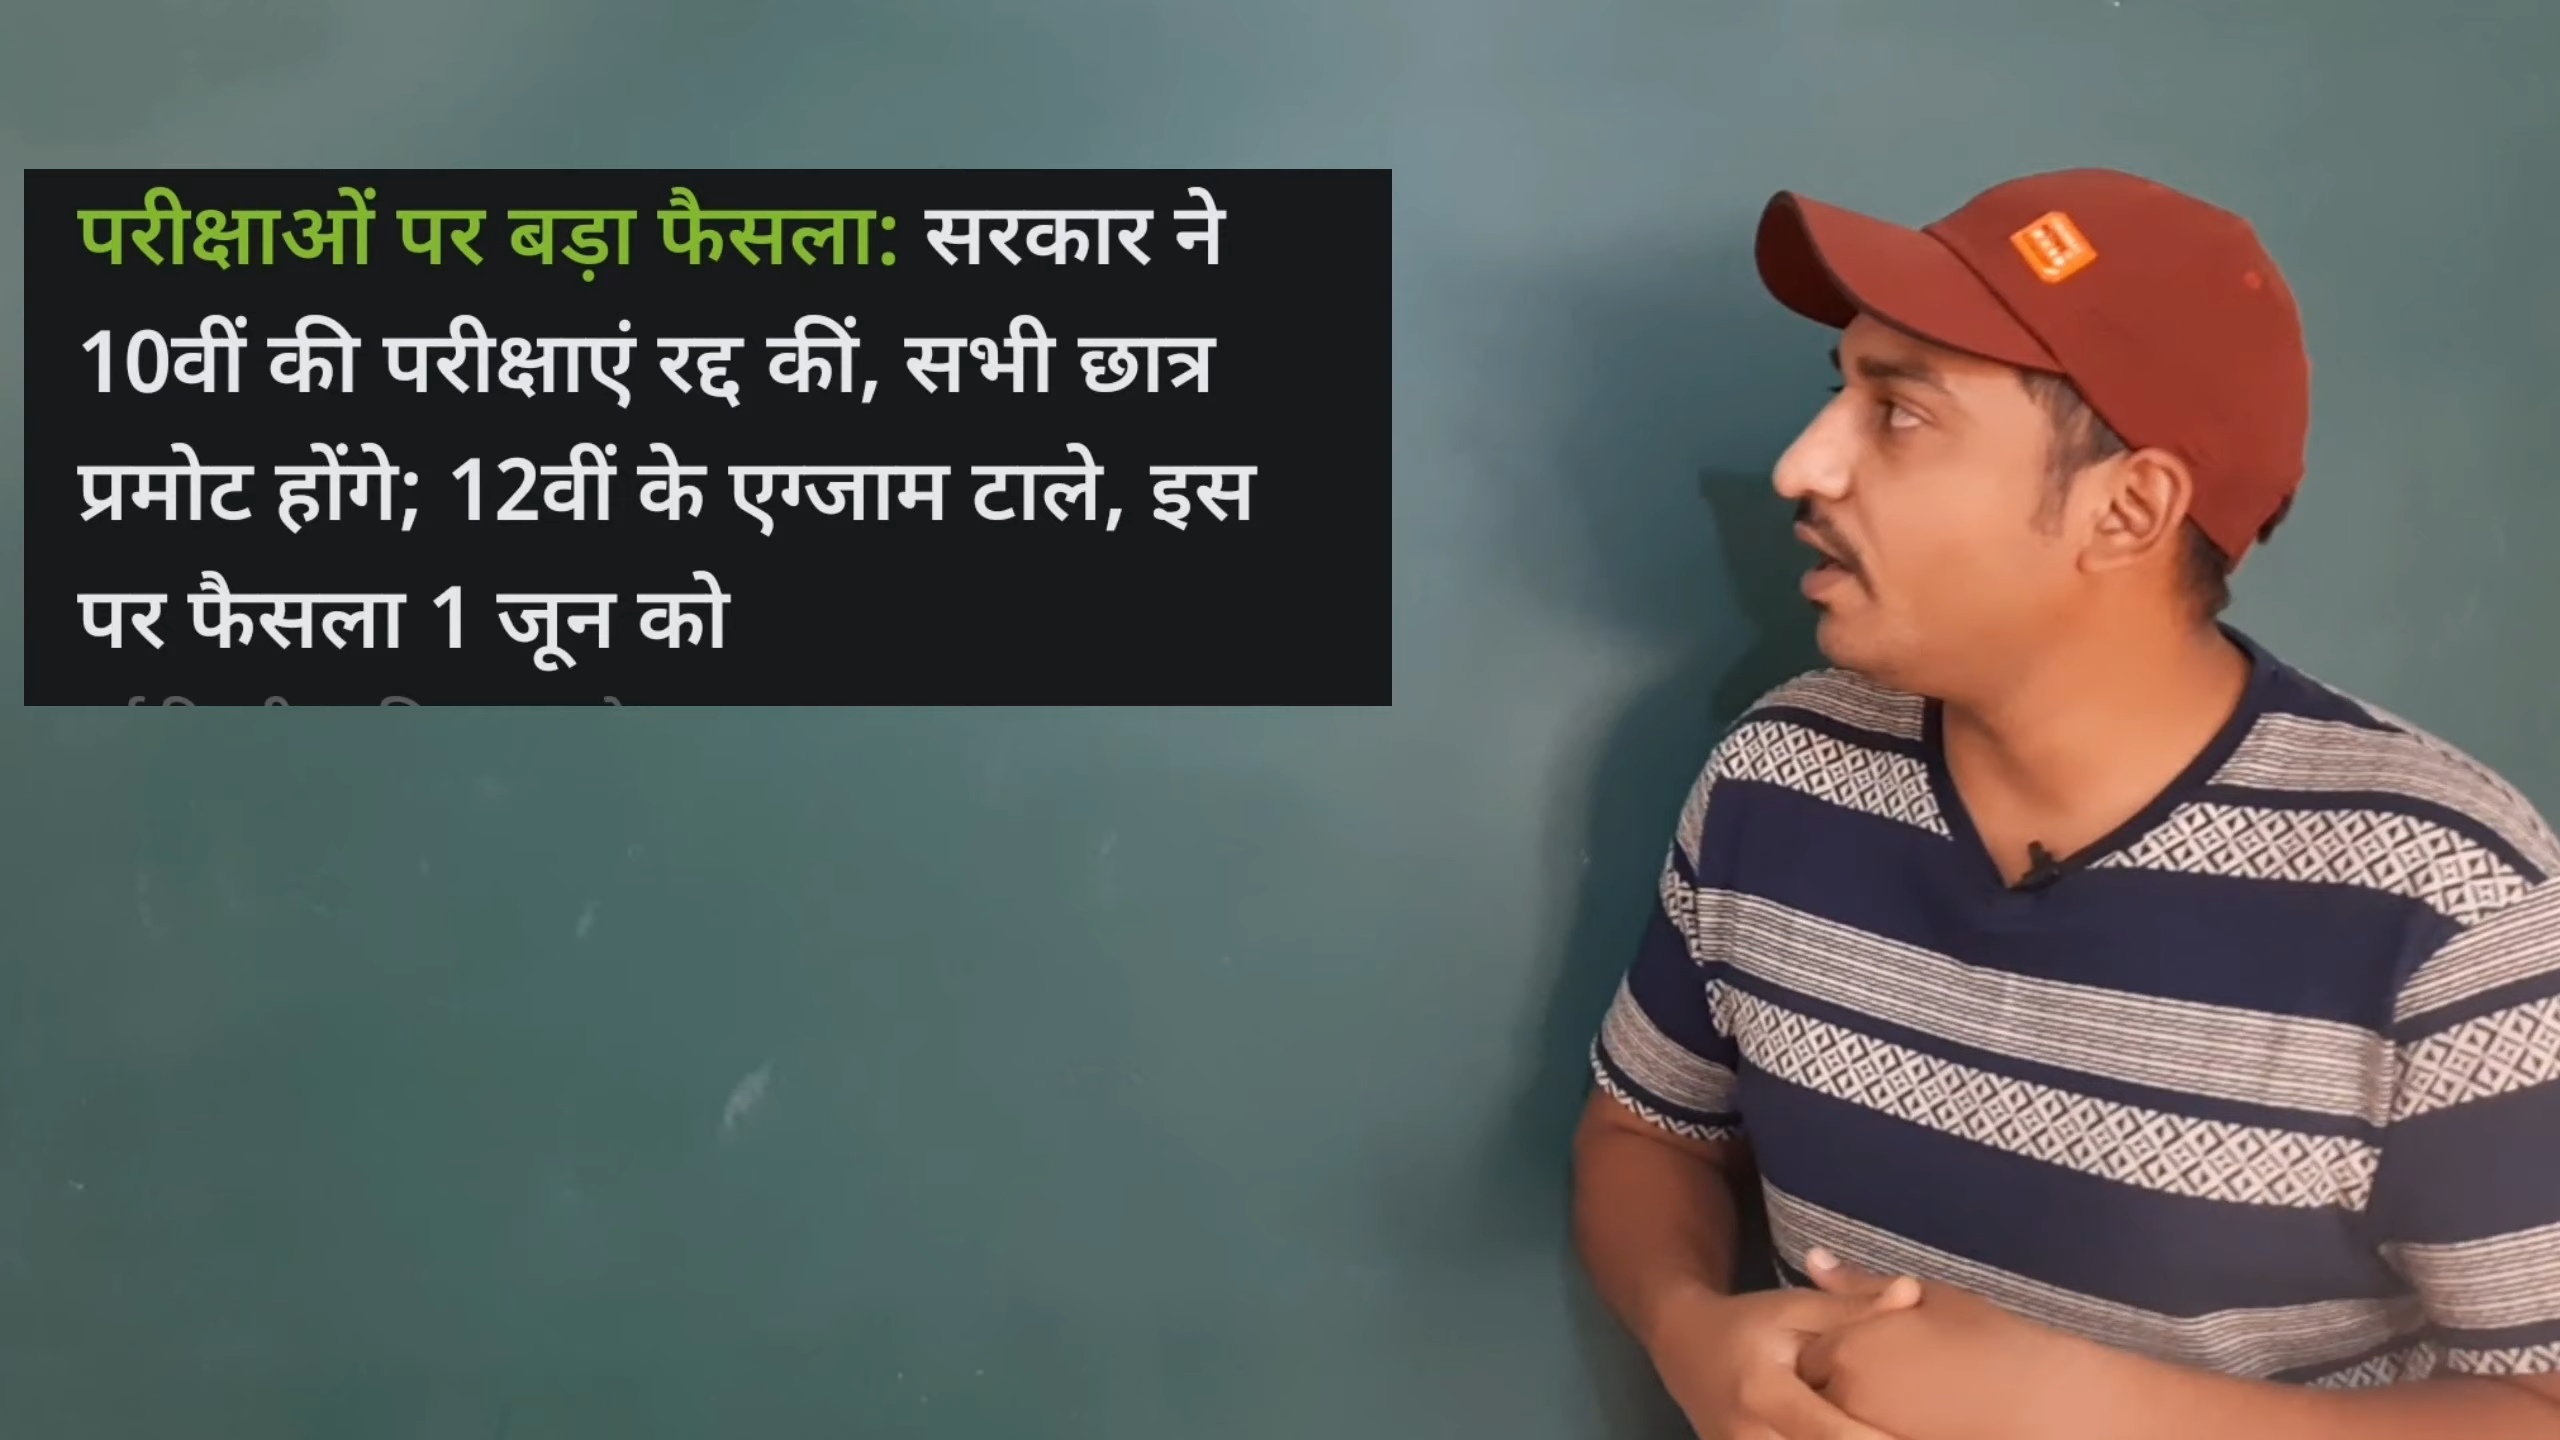 परीक्षाओं पर बड़ा फैसला: सरकार ने
10वीं की परीक्षाएं रद्द कीं, सभी छात्र
प्रमोट होंगे; 12वीं के एग्जाम टाले, इस
पर फैसला 1 जून को